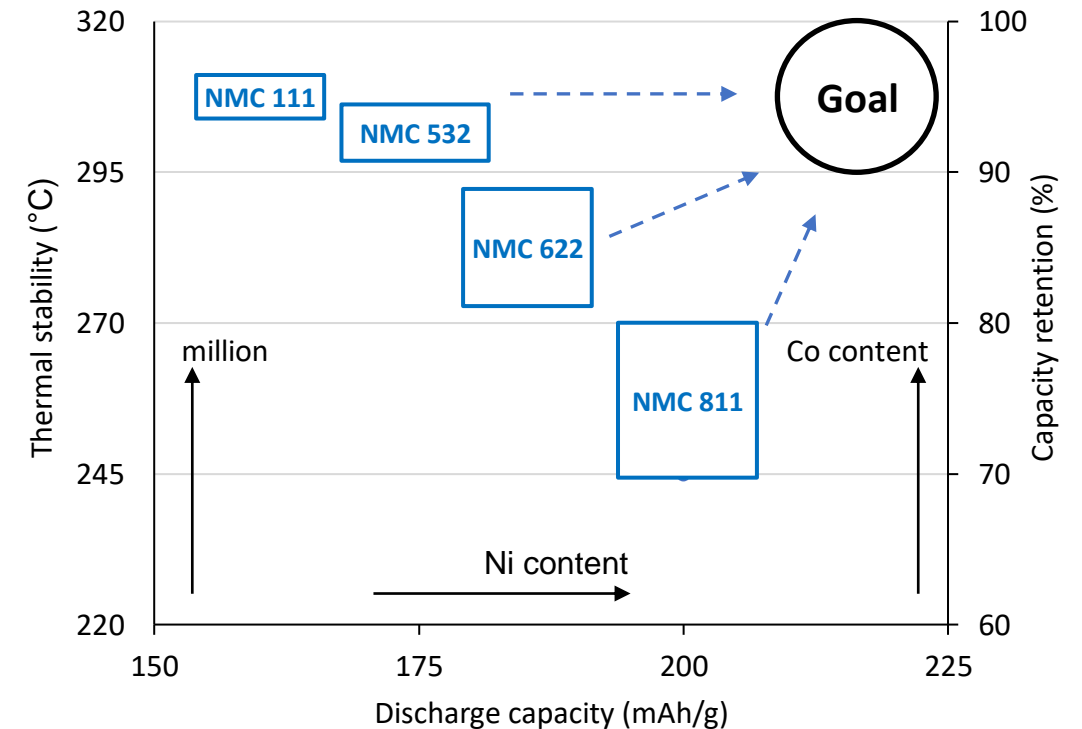 320
295
270
245
220
Thermal stability (°C)
100
90
80
70
60
Capacity retention (%)
NMC 111
NMC 532
NMC 622
NMC 811
Goal
million
Co content
Ni content
150
175
200
225
Discharge capacity (mAh/g)